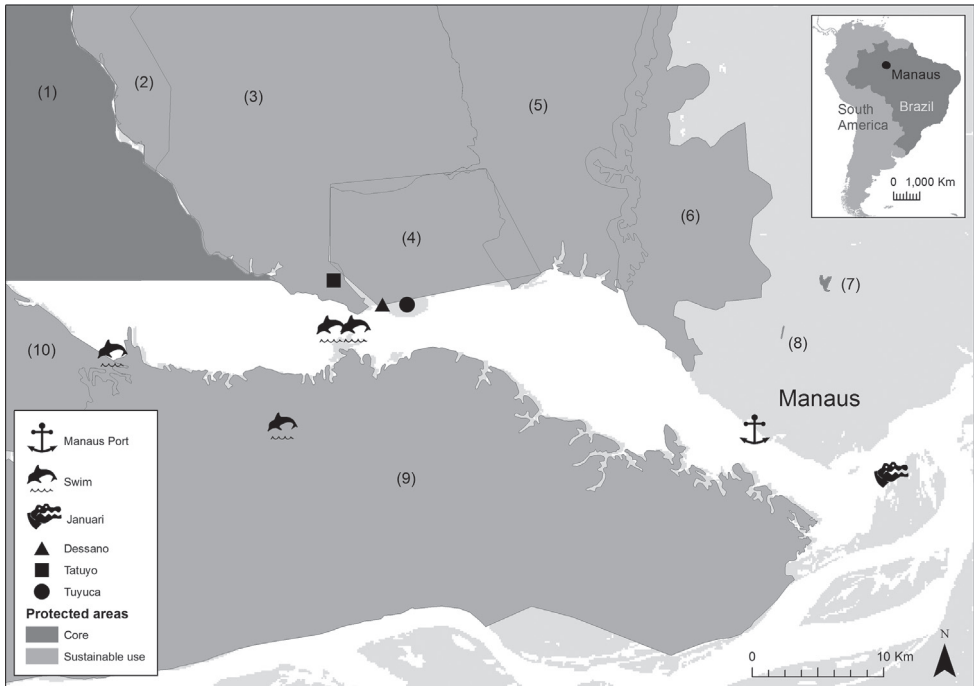 (1)
(2)
(3)
(5)
Manaus
South
America
Brazil
0 1,000 Km
(6)
(4)
(7)
(8)
(10)
Manaus
(9)
Manaus Port
Swim
Januari
Dessano
Tatuyo
Tuyuca
Protected areas
Core
Sustainable use
0 10 Km
N